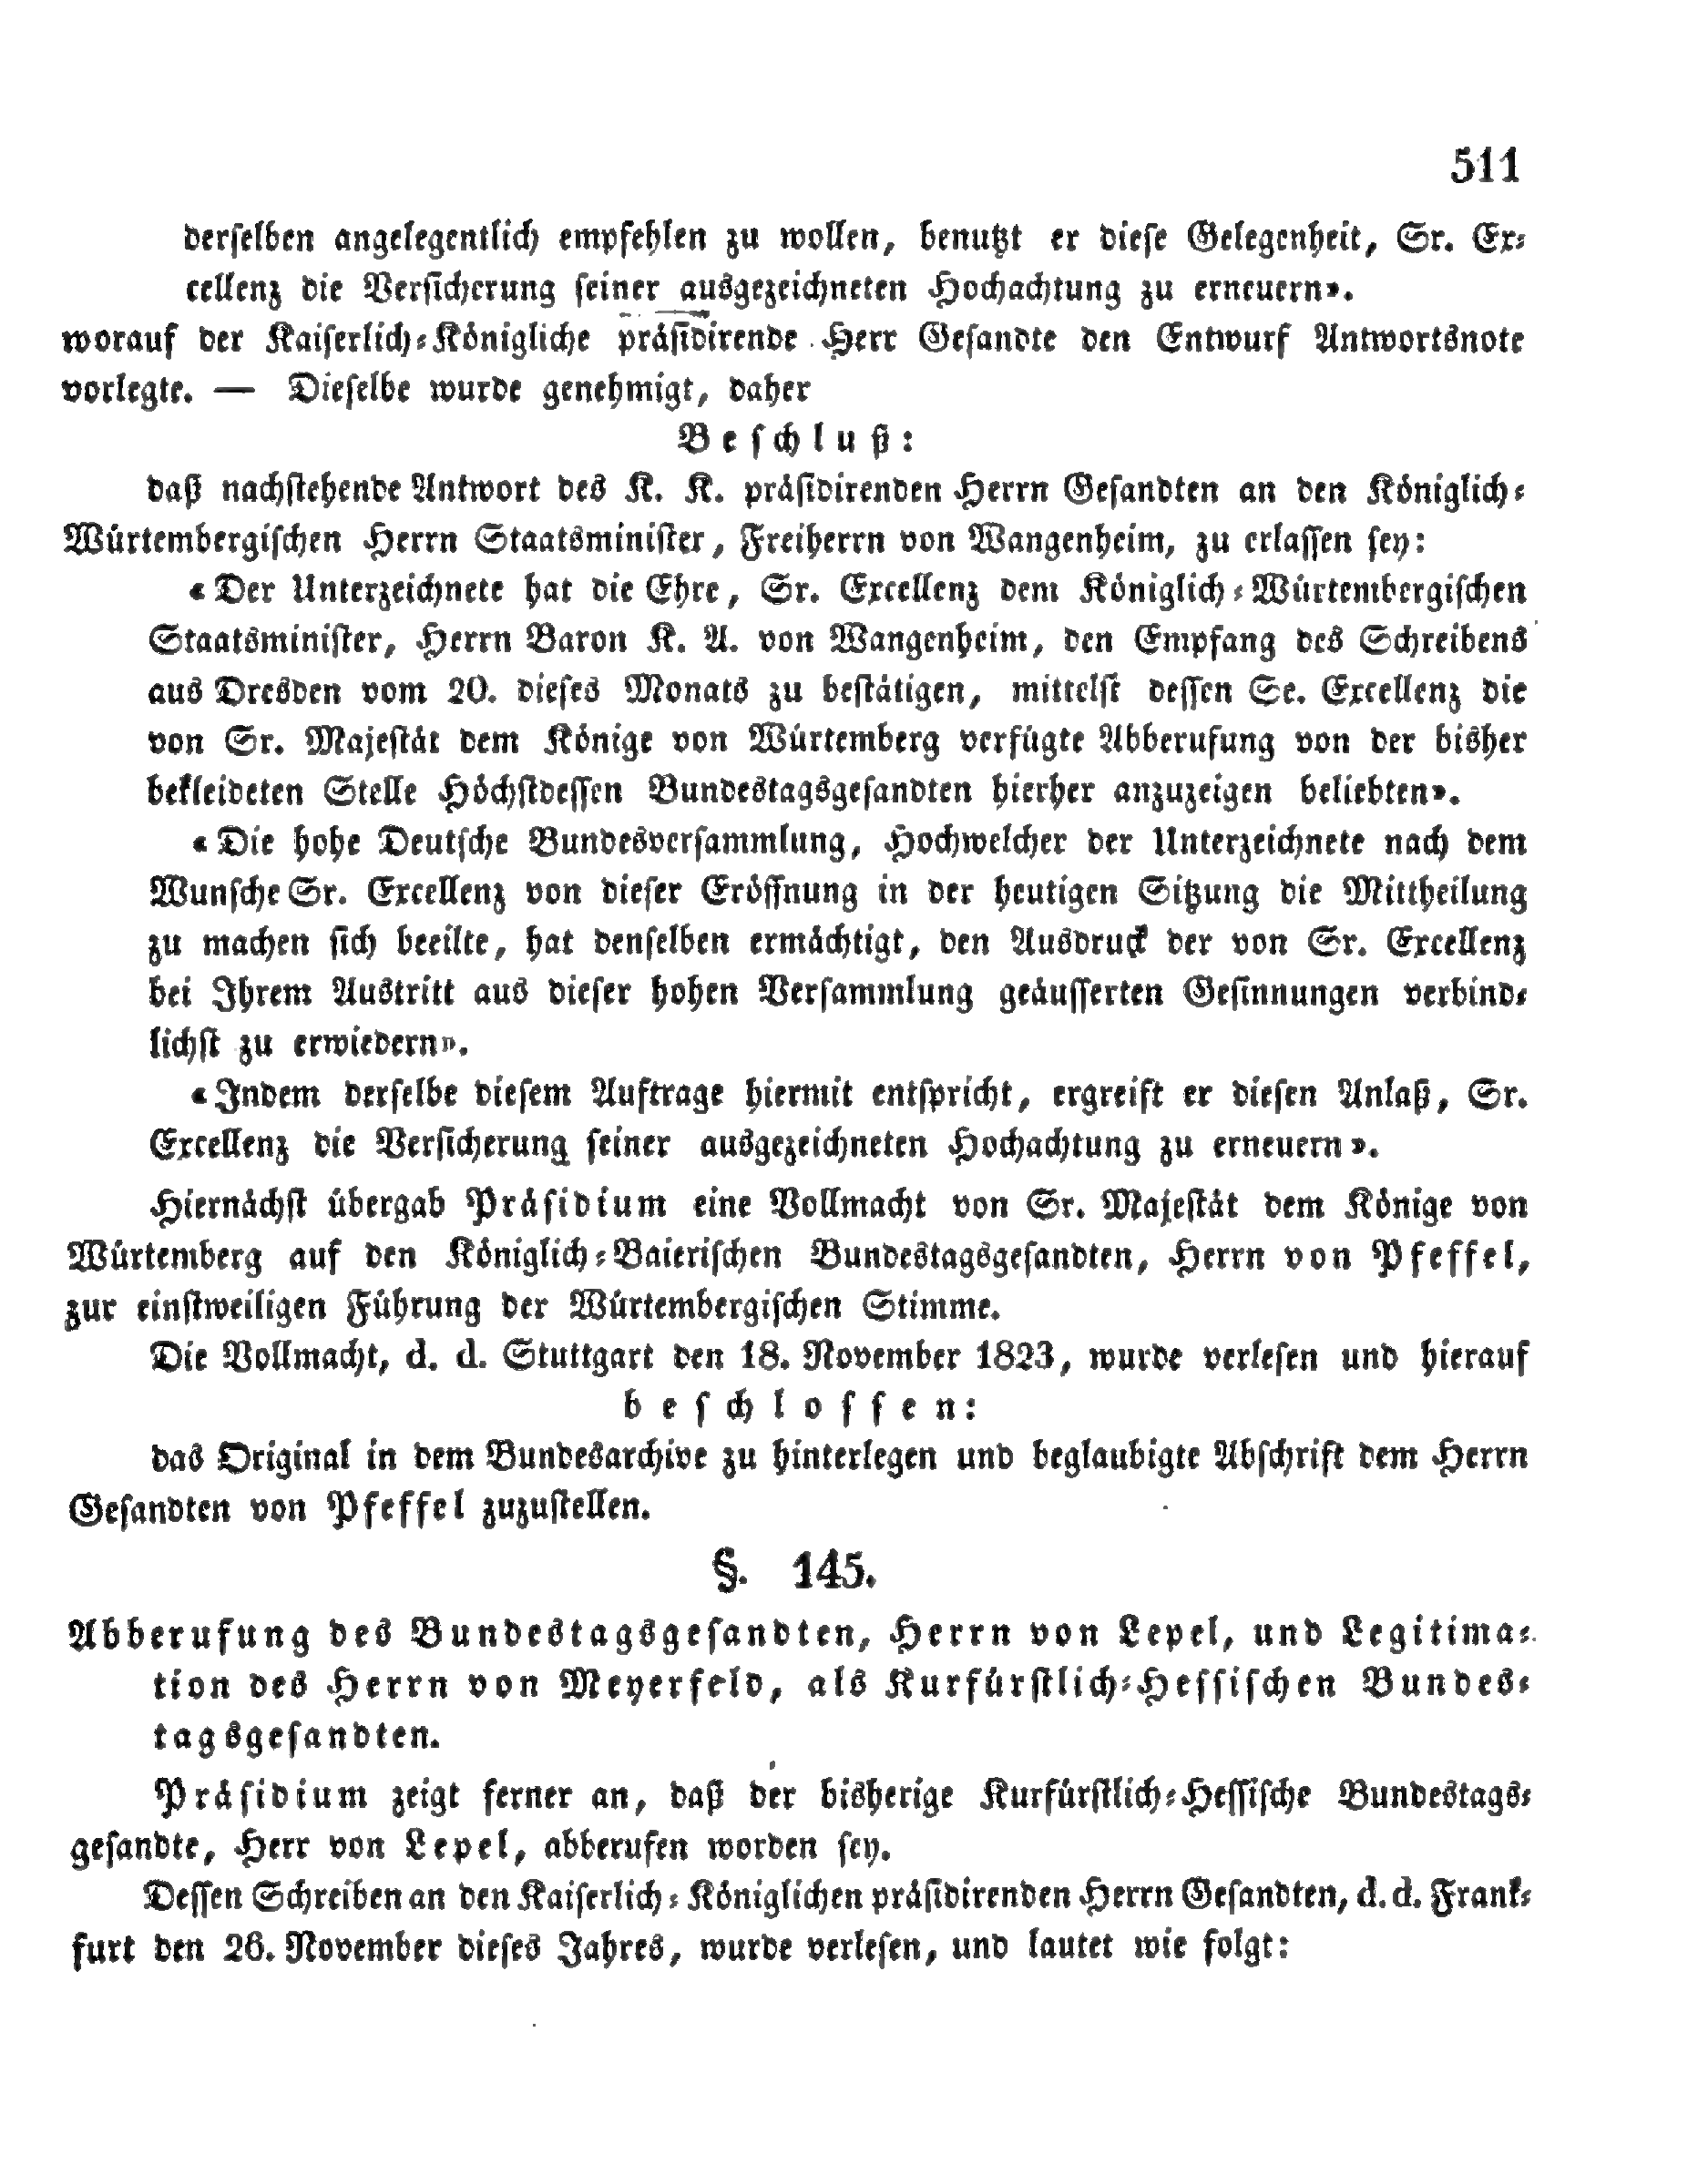 511
derselben angelegentlich empfehlen zu wollen, benutzt er diese Gelegenheit, Sr. Ex-
cellenz die Versicherung seiner ausgezeichneten Hochachtung zu erneuern».
worauf der Kaiserlich-Königliche präsidirende Herr Gesandte den Entwurf Antwortsnote
vorlegte. — Dieselbe wurde genehmigt, daher
Beschluß:
daß nachstehende Antwort des K. K. präsidirenden Herrn Gesandten an den Königlich-
Würtembergischen Herrn Staatsminister, Freiherrn von Wangenheim, zu erlassen sey:
«Der Unterzeichnete hat die Ehre, Sr. Excellenz dem Königlich-Würtembergischen
Staatsminister, Herrn Baron K. A. von Wangenheim, den Empfang des Schreibens
aus Dresden vom 20. dieses Monats zu bestätigen, mittelst dessen Se. Excellenz die
von Sr. Majestät dem Könige von Würtemberg verfügte Abberufung von der bisher
bekleideten Stelle Höchstdessen Bundestagsgesandten hierher anzuzeigen beliebten».
«Die hohe Deutsche Bundesversammlung, Hochwelcher der Unterzeichnete nach dem
Wunsche Sr. Excellenz von dieser Eröffnung in der heutigen Sitzung die Mittheilung
zu machen sich beeilte, hat denselben ermächtigt, den Ausdruck der von Sr. Excellenz
bei Ihrem Austritt aus dieser hohen Versammlung geäusserten Gesinnungen verbind-
lichst zu erwiedern».
«Indem derselbe diesem Auftrage hiermit entspricht, ergreift er diesen Anlaß, Sr.
Excellenz die Versicherung seiner ausgezeichneten Hochachtung zu erneuern».
Hiernächst übergab Präsidium eine Vollmacht von Sr. Majestät dem Könige von
Würtemberg auf den Königlich-Baierischen Bundestagsgesandten, Herrn von Pfeffel,
zur einstweiligen Führung der Würtembergischen Stimme.
Die Vollmacht, d. d. Stuttgart den 18. November 1823, wurde verlesen und hierauf
beschlossen:
das Original in dem Bundesarchive zu hinterlegen und beglaubigte Abschrift dem Herrn
Gesandten von Pfeffel zuzustellen.
§. 145.
Abberufung des Bundestagsgesandten, Herrn von Lepel, und Legitima-
tion des Herrn von Meyerfeld, als Kurfürstlich-Hessischen Bundes-
tagsgesandten.
Präsidium zeigt ferner an, daß der bisherige Kurfürstlich-Hessische Bundestags-
gesandte, Herr von Lepel, abberufen worden sey.
Dessen Schreiben an den Kaiserlich-Königlichen präsidirenden Herrn Gesandten, d. d. Frank-
furt den 26. November dieses Jahres, wurde verlesen, und lautet wie folgt: